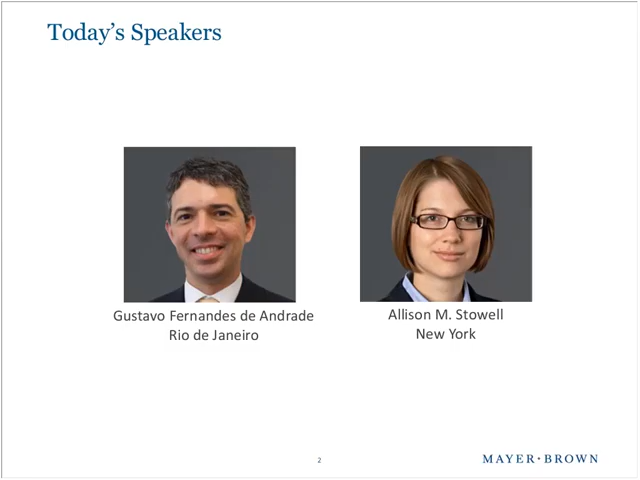 Today’s Speakers
Gustavo Fernandes de Andrade
Rio de Janeiro
Allison M. Stowell
New York
2
MAYER•BROWN